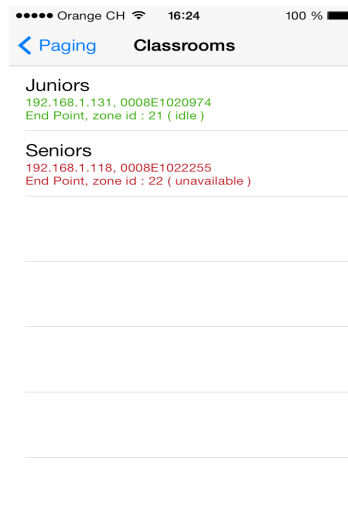 Orange CH 16:24 100 %
Paging Classrooms
Juniors
192.168.1.131, 0008E1020974
End Point, zone id : 21 ( idle )
Seniors
192.168.1.118, 0008E1022255
End Point, zone id : 22 ( unavailable )